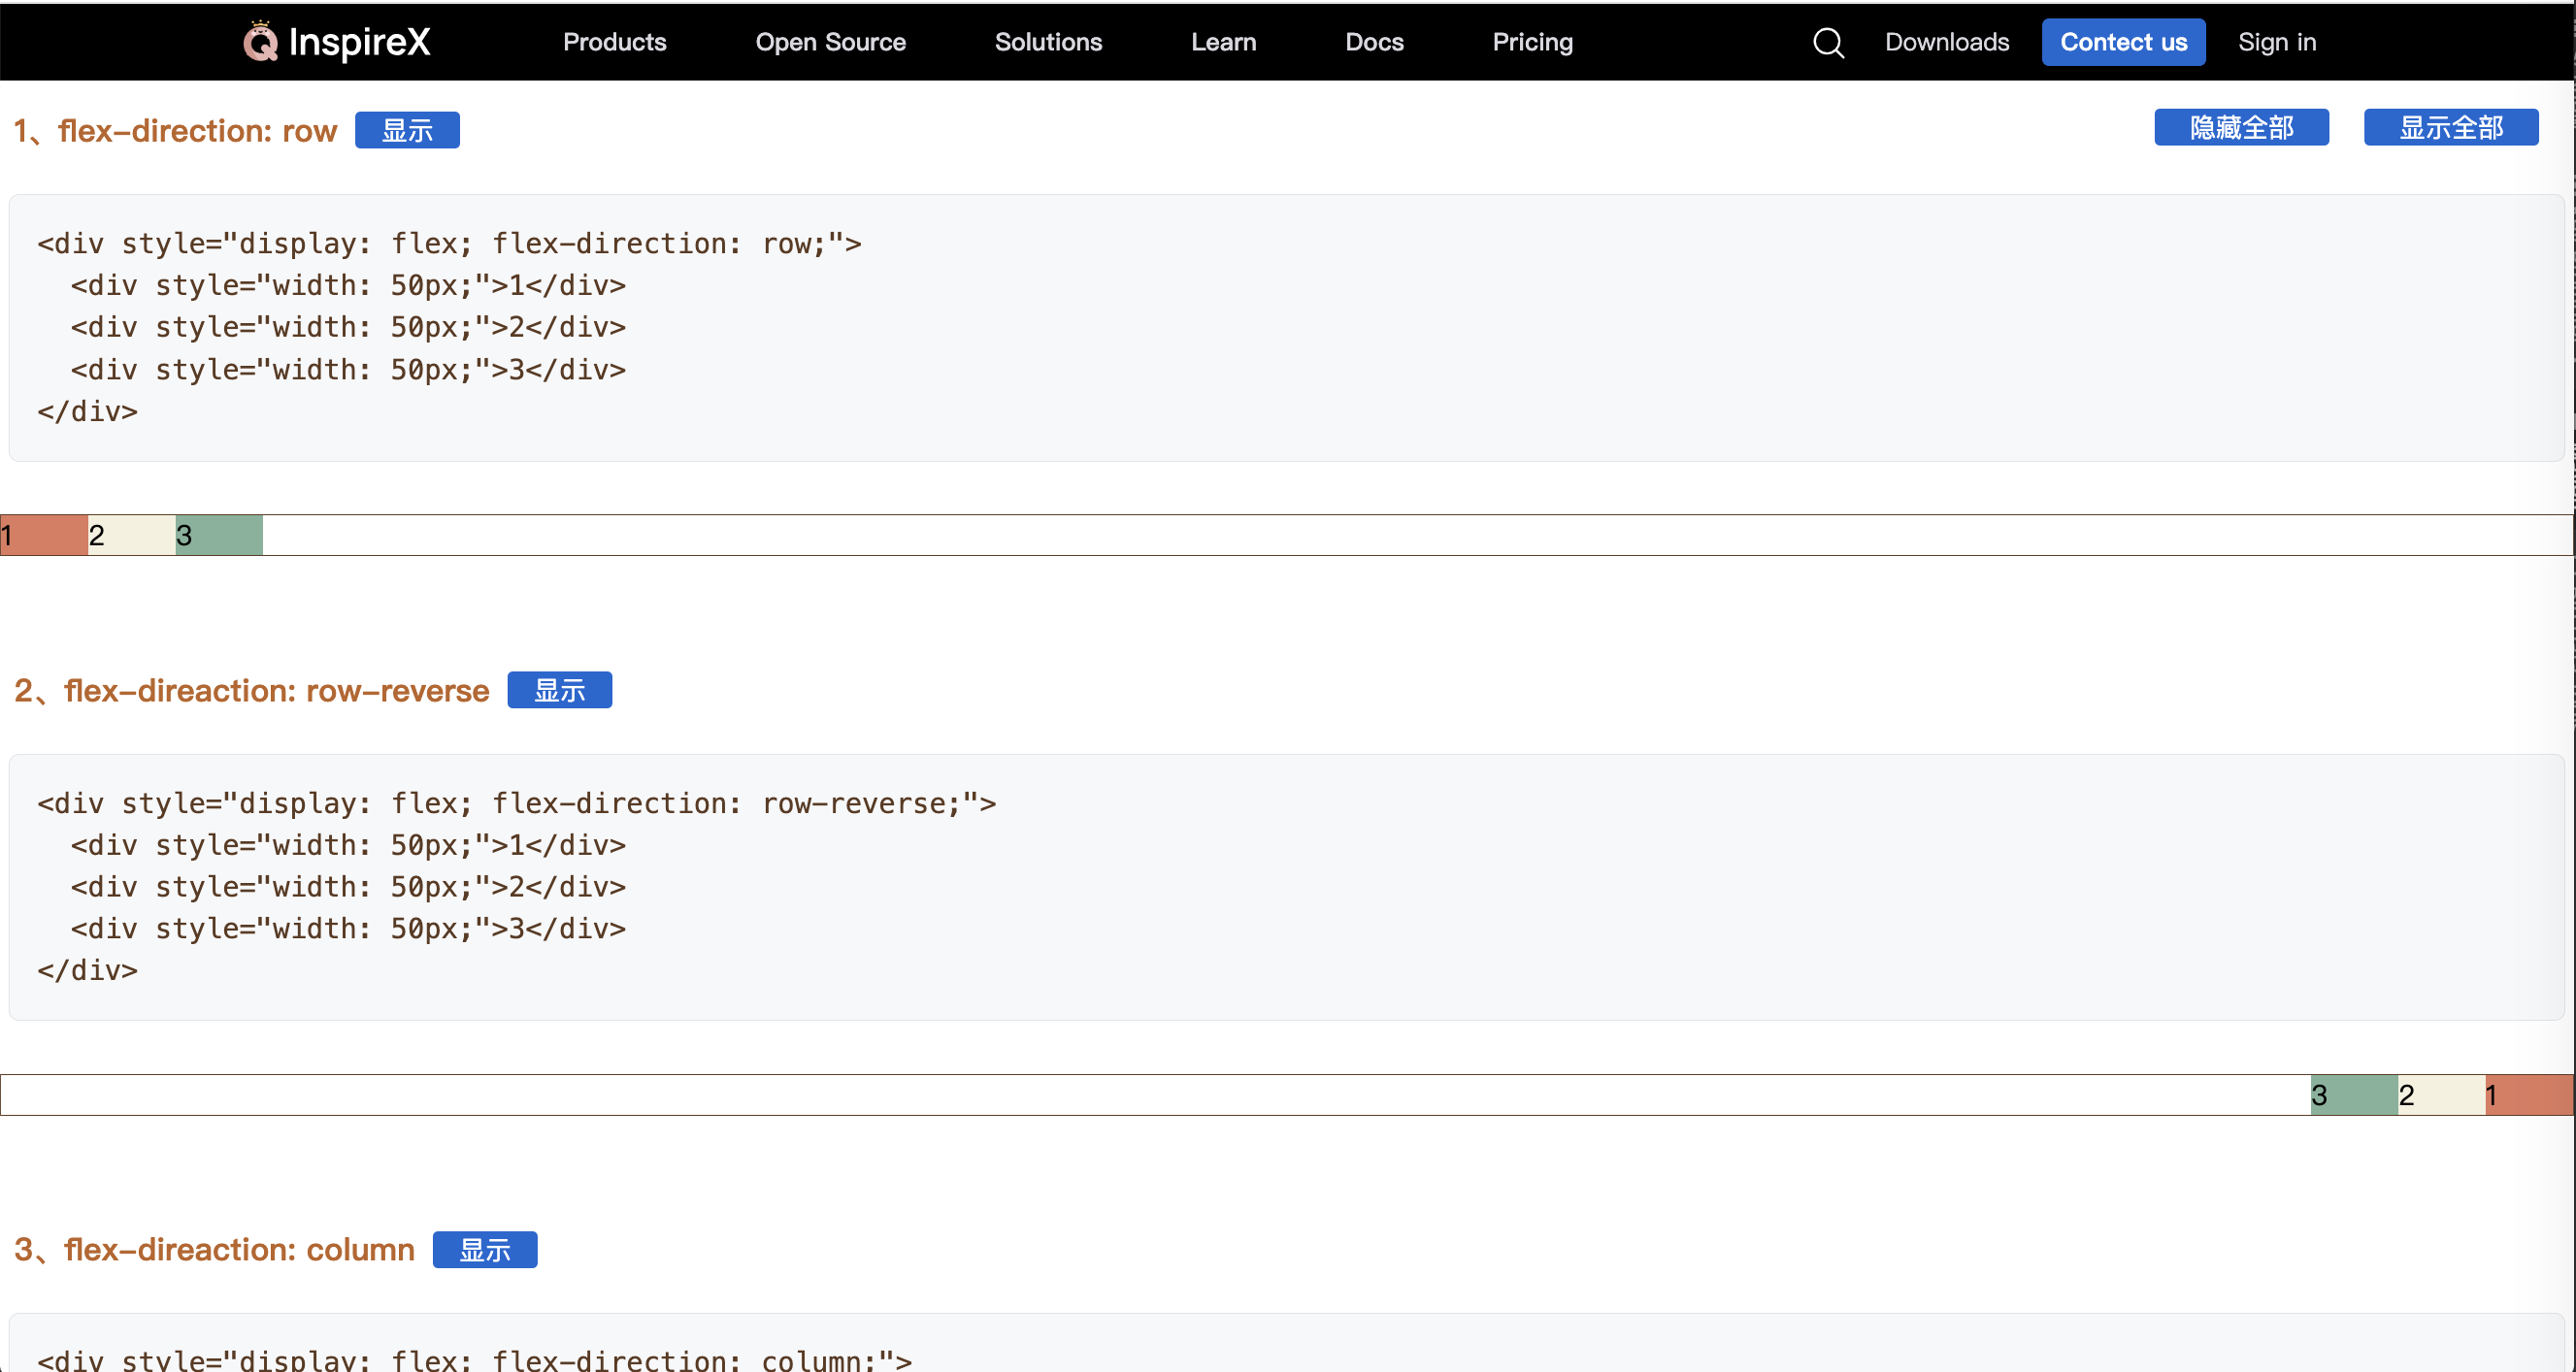 InspireX Products Open Source Solutions Learn Docs Pricing Downloads Contect us Sign in
1、flex-direction: row 显示 隐藏全部 显示全部
<div style="display: flex; flex-direction: row;">
  <div style="width: 50px;">1</div>
  <div style="width: 50px;">2</div>
  <div style="width: 50px;">3</div>
</div>
1 2 3
2、flex-direaction: row-reverse 显示
<div style="display: flex; flex-direction: row-reverse;">
  <div style="width: 50px;">1</div>
  <div style="width: 50px;">2</div>
  <div style="width: 50px;">3</div>
</div>
3 2 1
3、flex-direaction: column 显示
<div style="display: flex; flex-direction: column;">